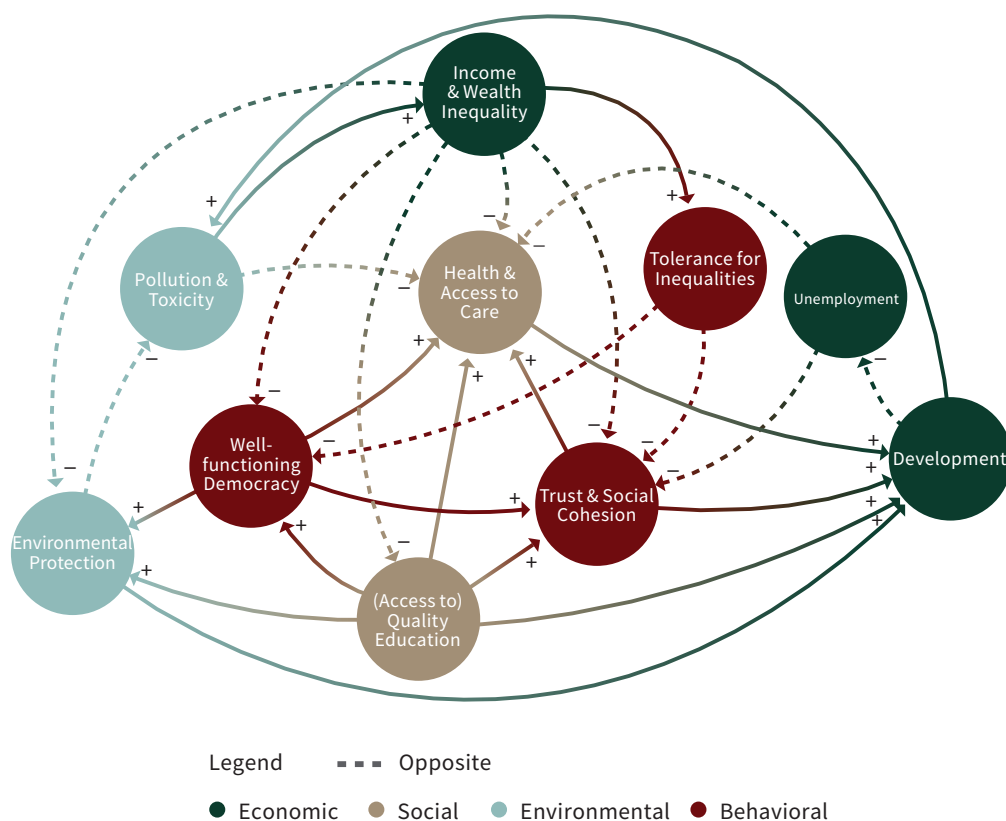 Income
& Wealth
Inequality
+
+
+
Tolerance for
Inequalities
Pollution &
Toxicity
–
–
Health &
Access to
Care
–
Unemployment
–
–
+
+
+
–
–
Well-
functioning
Democracy
–
–
–
–
–
+
+
+
+
Development
Trust & Social
Cohesion
+
+
+
+
+
–
Environmental
Protection
(Access to)
Quality
Education
Legend
Opposite
Economic
Social
Environmental
Behavioral